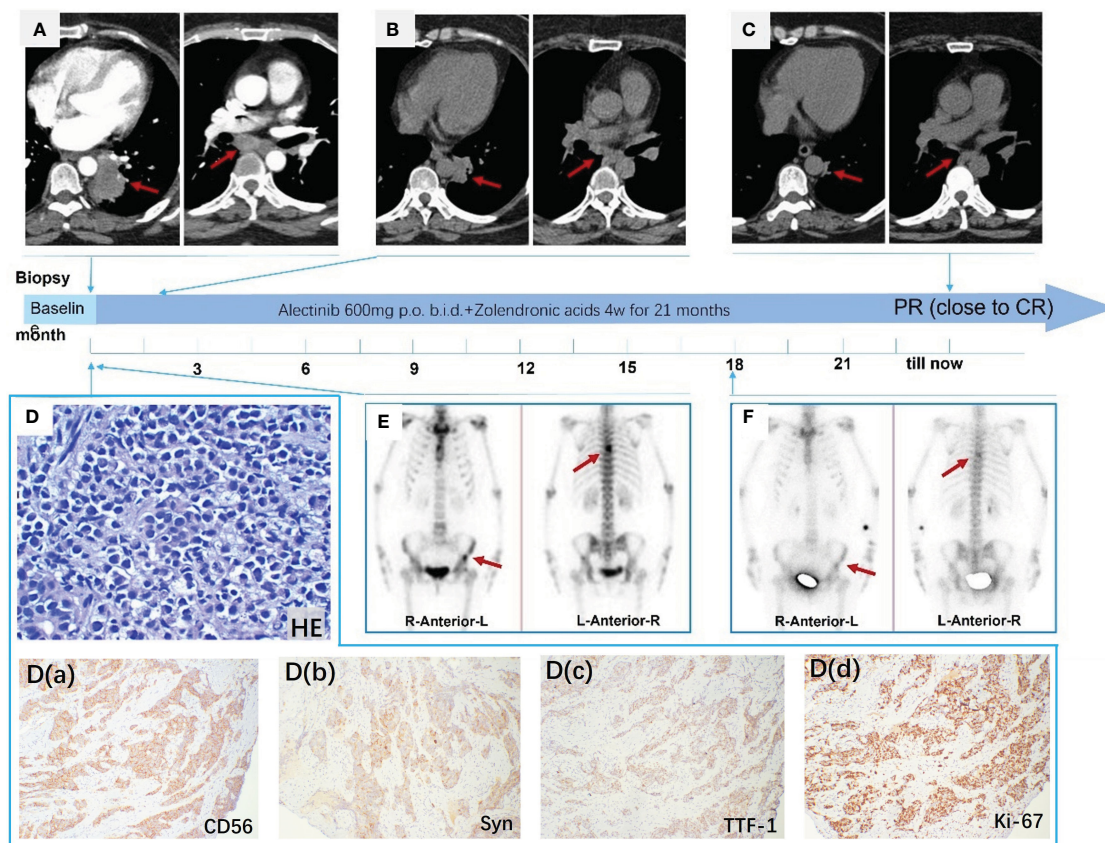 A
B
C
Biopsy
Baselin
e
Alectinib 600mg p.o. b.i.d.+Zolendronic acids 4w for 21 months
PR (close to CR)
month
3
6
9
12
15
18
21
till now
D
HE
E
R-Anterior-L
L-Anterior-R
F
R-Anterior-L
L-Anterior-R
D(a)
CD56
D(b)
Syn
D(c)
TTF-1
D(d)
Ki-67